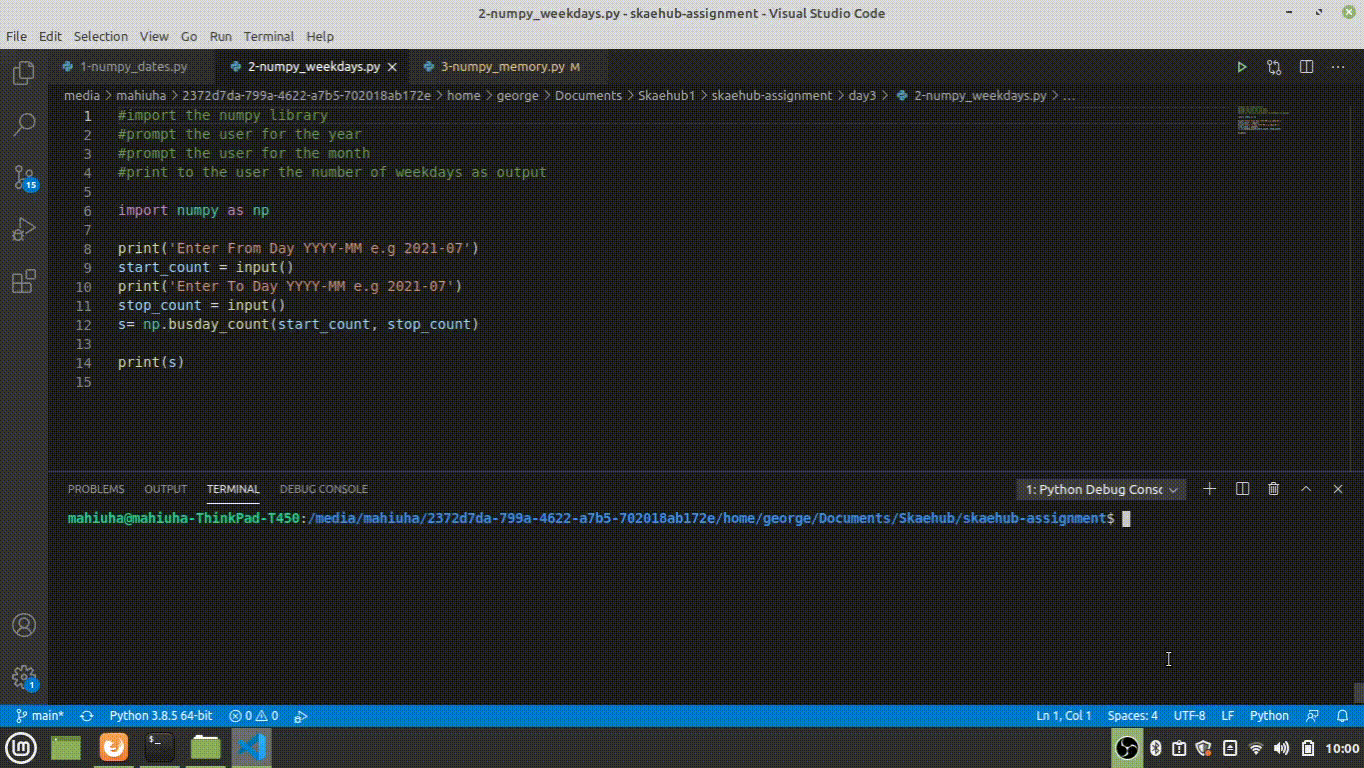 2-numpy_weekdays.py - skaehub-assignment - Visual Studio Code
File Edit Selection View Go Run Terminal Help
1-numpy_dates.py 2-numpy_weekdays.py 3-numpy_memory.py M
media > mahiuha > 2372d7da-799a-4622-a7b5-702018ab172e > home > george > Documents > Skaehub1 > skaehub-assignment > day3 > 2-numpy_weekdays.py > ...
1 #import the numpy library
2 #prompt the user for the year
3 #prompt the user for the month
4 #print to the user the number of weekdays as output
5
6 import numpy as np
7
8 print('Enter From Day YYYY-MM e.g 2021-07')
9 start_count = input()
10 print('Enter To Day YYYY-MM e.g 2021-07')
11 stop_count = input()
12 s= np.busday_count(start_count, stop_count)
13
14 print(s)
15
PROBLEMS OUTPUT TERMINAL DEBUG CONSOLE 1: Python Debug Consc
mahiuha@mahiuha-ThinkPad-T450:/media/mahiuha/2372d7da-799a-4622-a7b5-702018ab172e/home/george/Documents/Skaehub/skaehub-assignment$
15
1
main* Python 3.8.5 64-bit 0 0 Ln 1, Col 1 Spaces: 4 UTF-8 LF Python
$_ 10:00